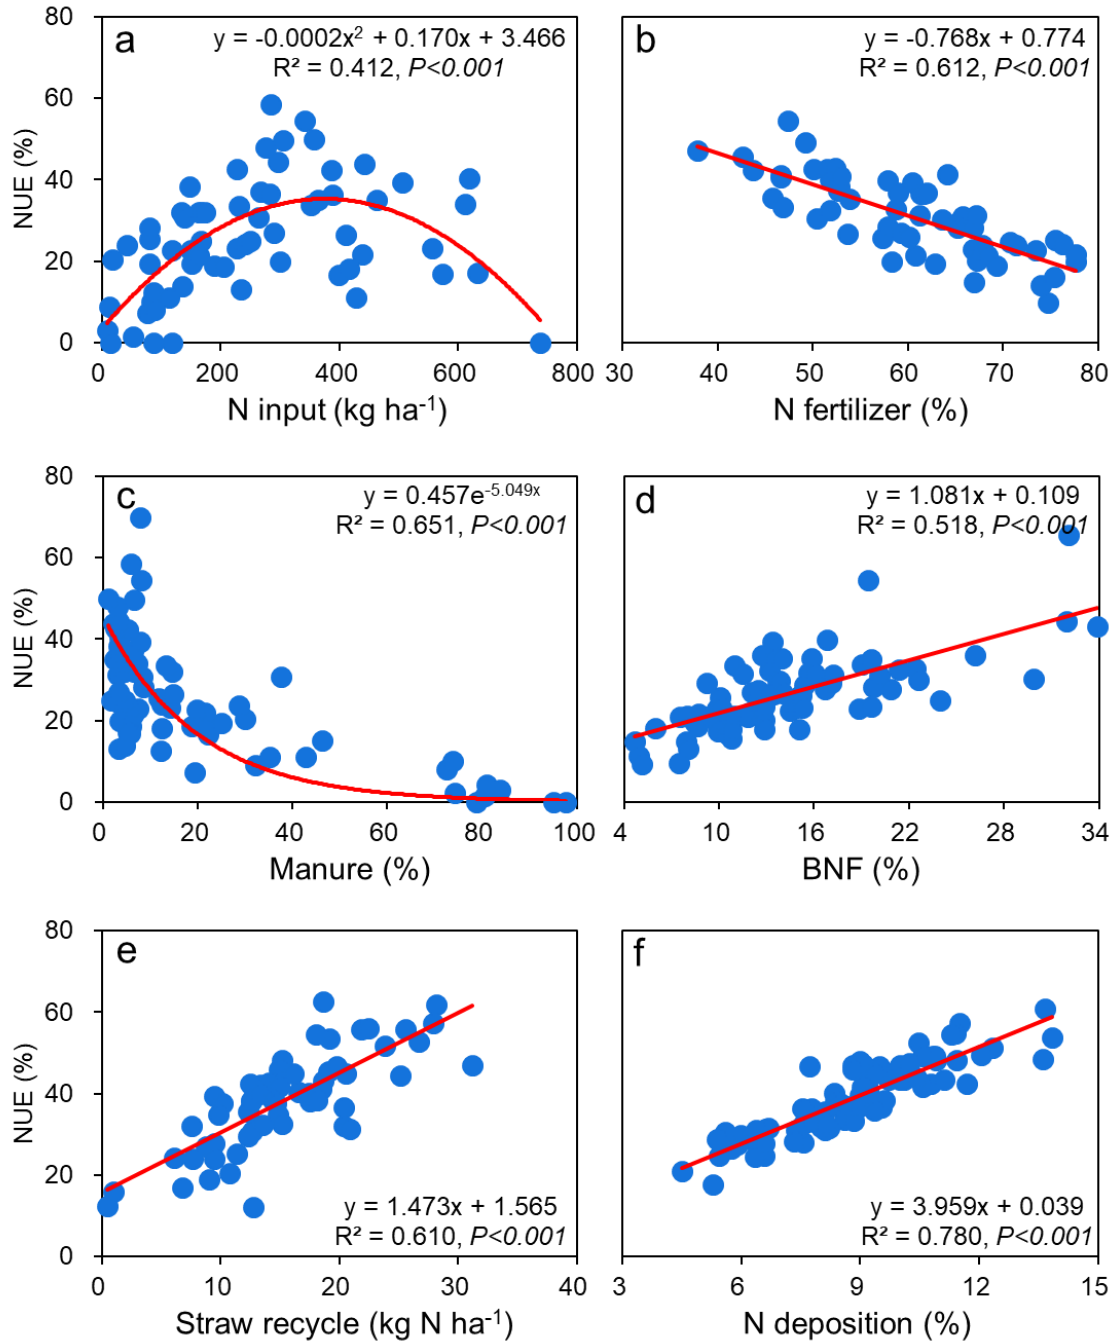 a
y = -0.0002x² + 0.170x + 3.466
R² = 0.412, P<0.001
NUE (%)
80
60
40
20
0
0 200 400 600 800
N input (kg ha⁻¹)
b
y = -0.768x + 0.774
R² = 0.612, P<0.001
30 40 50 60 70 80
N fertilizer (%)
c
y = 0.457e⁻⁵·⁰⁴⁹ˣ
R² = 0.651, P<0.001
NUE (%)
80
60
40
20
0
0 20 40 60 80 100
Manure (%)
d
y = 1.081x + 0.109
R² = 0.518, P<0.001
4 10 16 22 28 34
BNF (%)
e
NUE (%)
80
60
40
20
0
y = 1.473x + 1.565
R² = 0.610, P<0.001
0 10 20 30 40
Straw recycle (kg N ha⁻¹)
f
y = 3.959x + 0.039
R² = 0.780, P<0.001
3 6 9 12 15
N deposition (%)